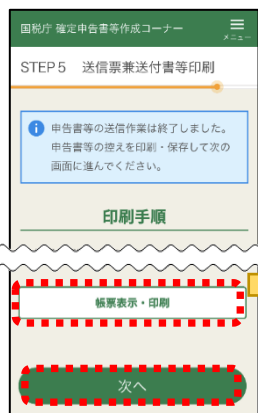 国税庁 確定申告書等作成コーナー
メニュー
STEP5 送信票兼送付書等印刷
申告書等の送信作業は終了しました。
申告書等の控えを印刷・保存して次の
画面に進んでください。
印刷手順
帳票表示・印刷
次へ